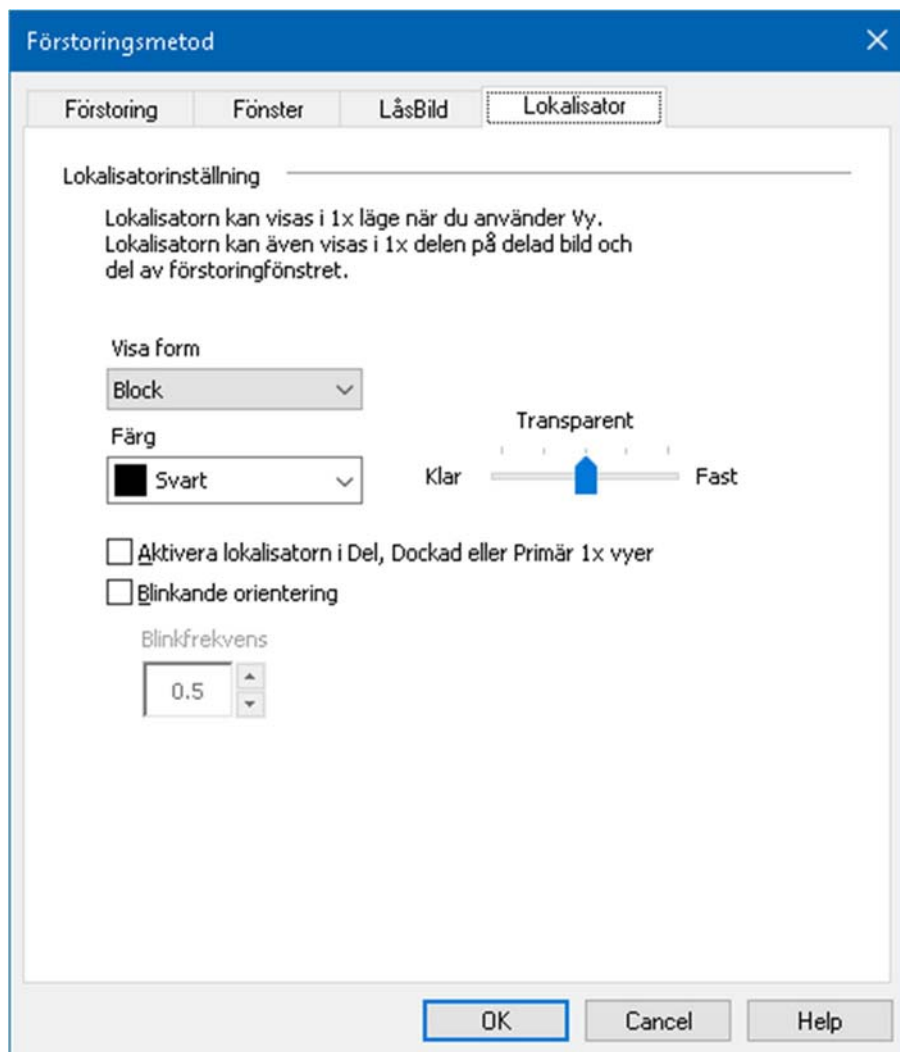 Förstoringsmetod
Förstoring Fönster LåsBild Lokalisator
Lokalisatorinställning
Lokalisatorn kan visas i 1x läge när du använder Vy.
Lokalisatorn kan även visas i 1x delen på delad bild och
del av förstoringfönstret.
Visa form
Block
Transparent
Färg
Svart
Klar Fast
Aktivera lokalisatorn i Del, Dockad eller Primär 1x vyer
Blinkande orientering
Blinkfrekvens
0.5
OK Cancel Help